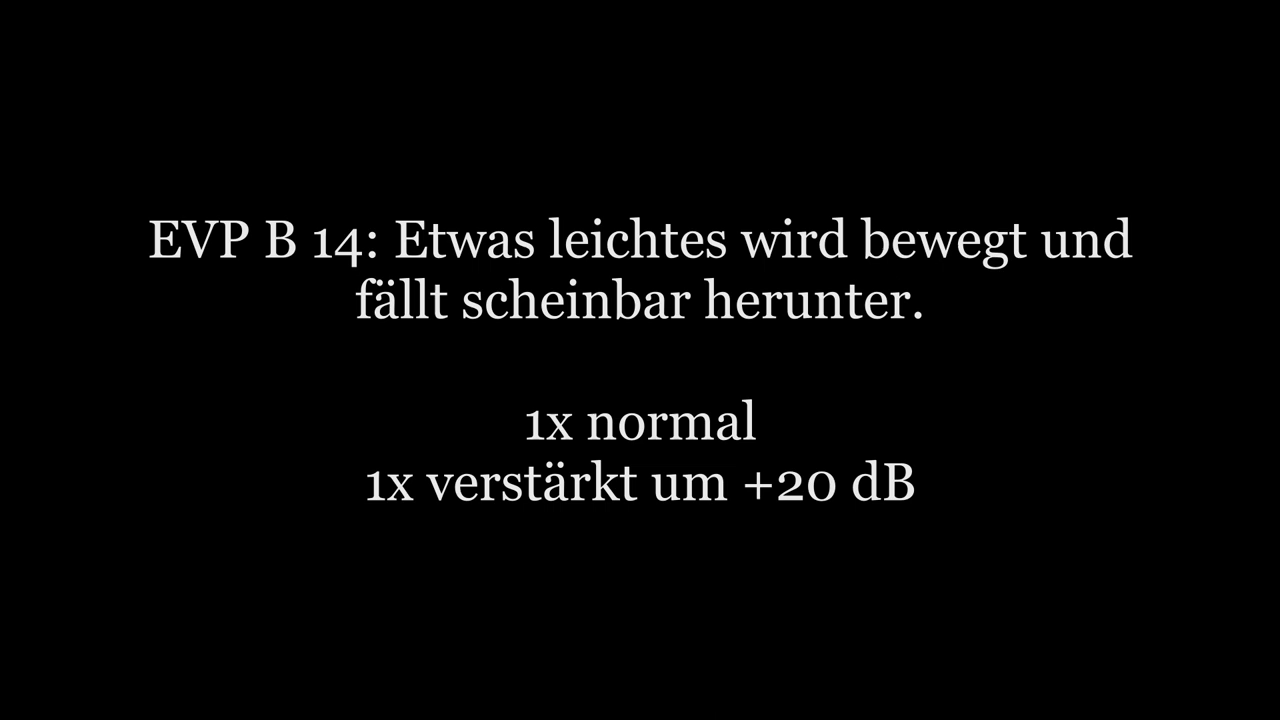 EVP B 14: Etwas leichtes wird bewegt und
fällt scheinbar herunter.
1x normal
1x verstärkt um +20 dB